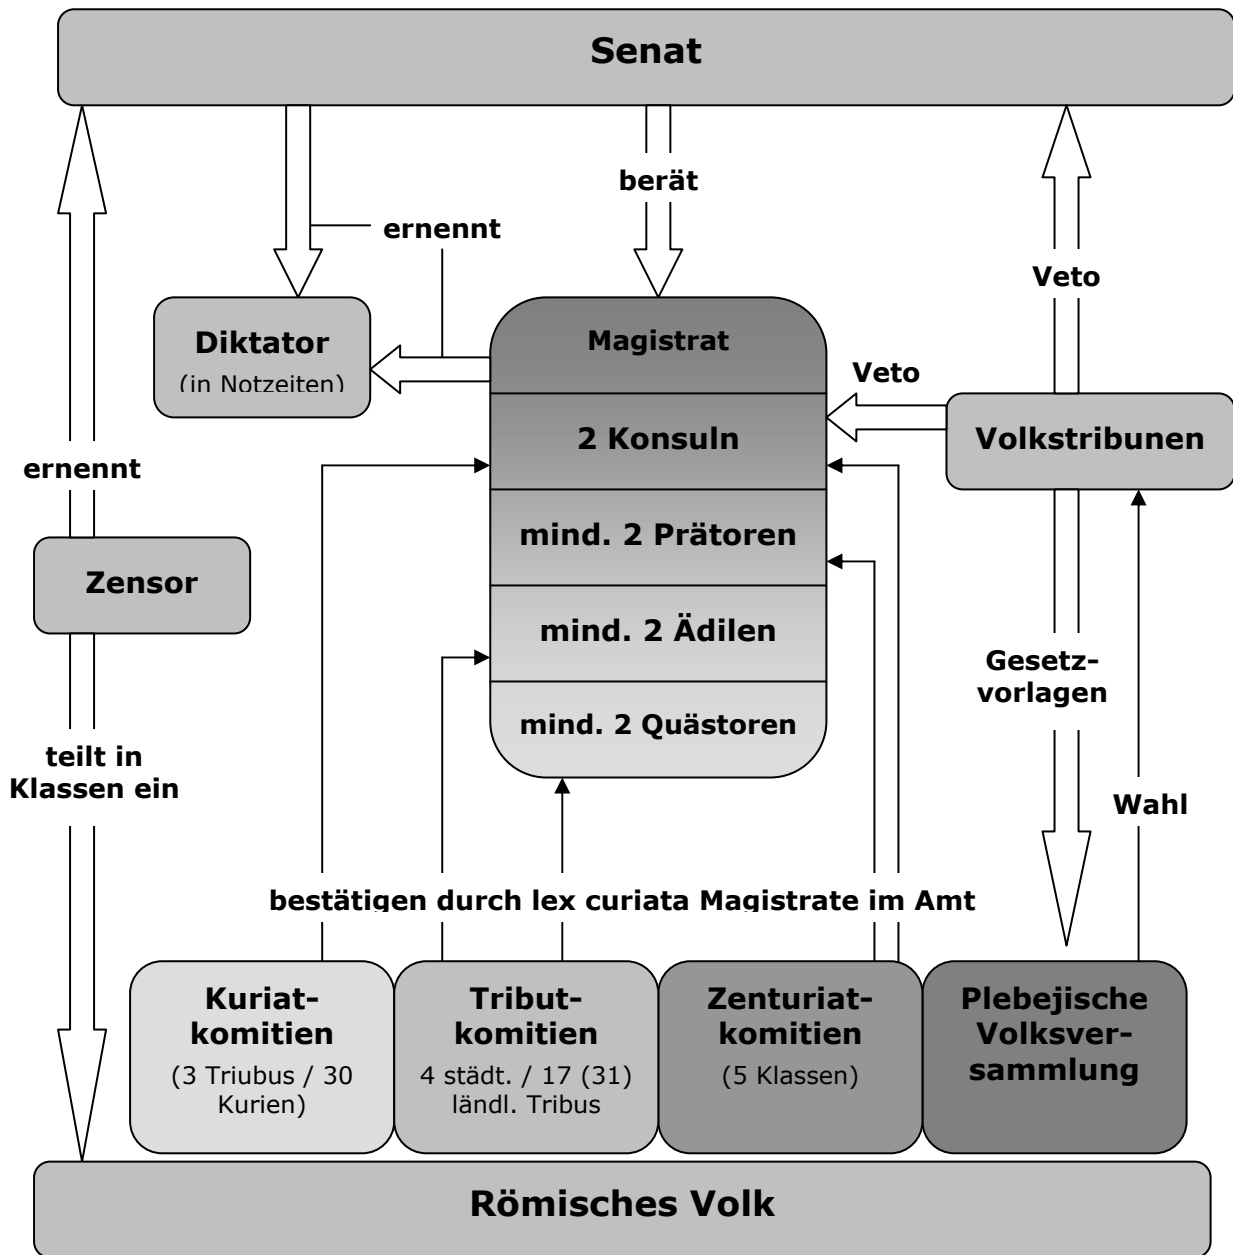 Senat
berät
ernennt
Veto
Diktator
(in Notzeiten)
Magistrat
Veto
2 Konsuln
Volkstribunen
ernennt
mind. 2 Prätoren
Zensor
mind. 2 Ädilen
Gesetz-
vorlagen
mind. 2 Quästoren
teilt in
Klassen ein
Wahl
bestätigen durch lex curiata Magistrate im Amt
Kuriat-
komitien
(3 Triubus / 30
Kurien)
Tribut-
komitien
4 städt. / 17 (31)
ländl. Tribus
Zenturiat-
komitien
(5 Klassen)
Plebejische
Volksver-
sammlung
Römisches Volk